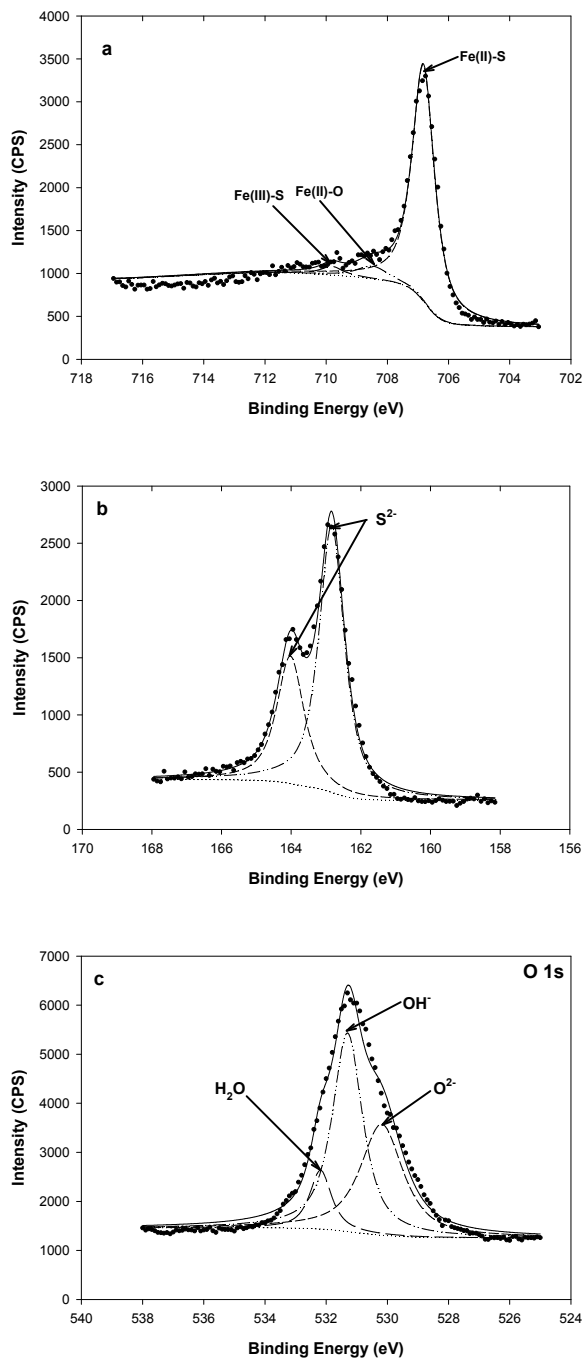 a
4000
3500
3000
2500
2000
1500
1000
500
0
Intensity (CPS)
Fe(II)-S
Fe(III)-S
Fe(II)-O
718 716 714 712 710 708 706 704 702
Binding Energy (eV)
b
3000
2500
2000
1500
1000
500
0
Intensity (CPS)
S²⁻
170 168 166 164 162 160 158 156
Binding Energy (eV)
c
O 1s
7000
6000
5000
4000
3000
2000
1000
0
Intensity (CPS)
OH⁻
H₂O
O²⁻
540 538 536 534 532 530 528 526 524
Binding Energy (eV)